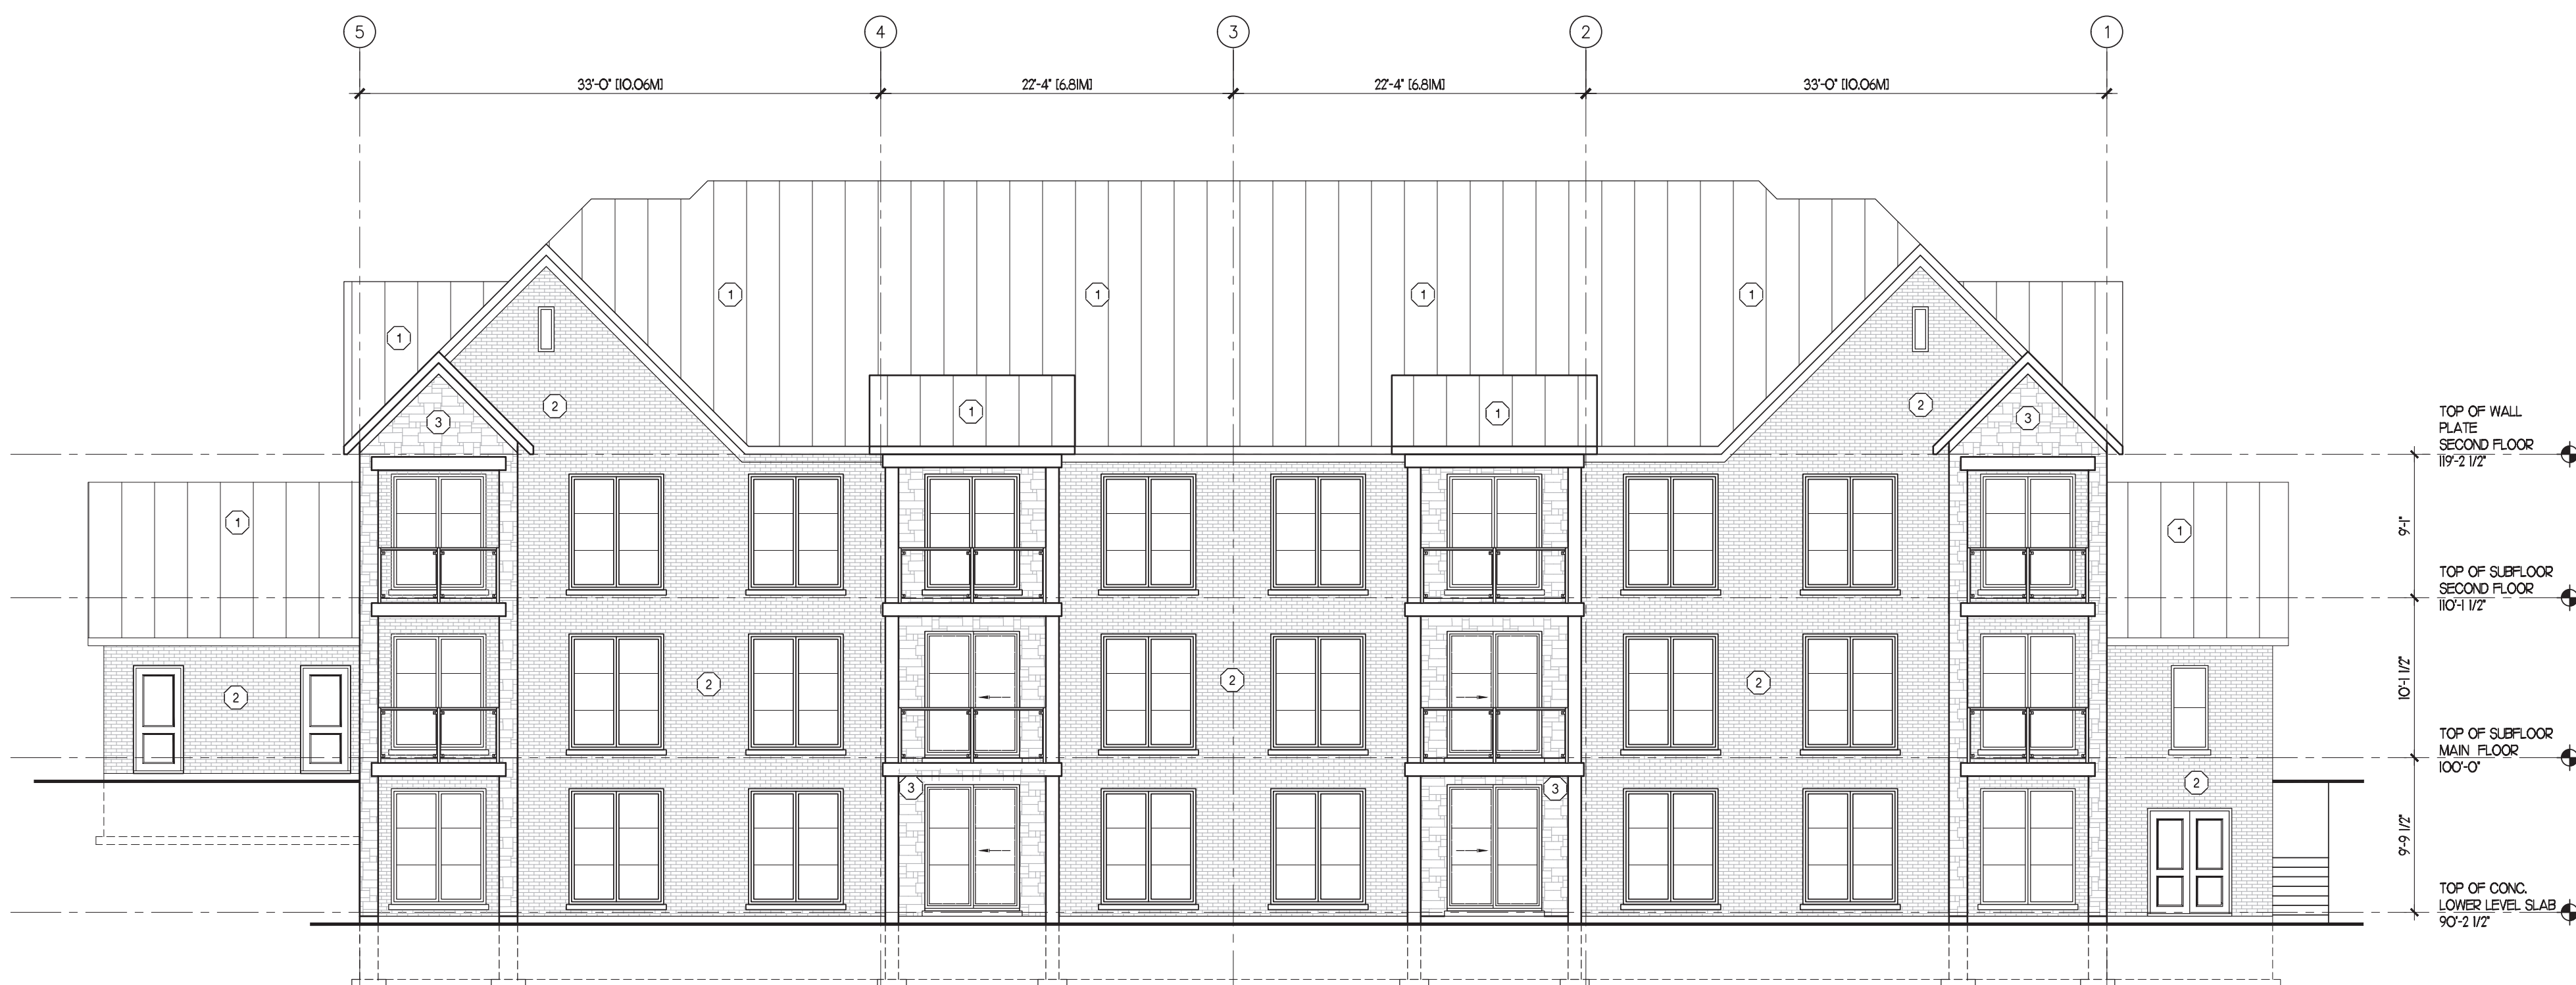 5 4 3 2 1
33'-0" [10.06M] 22'-4" [6.81M] 22'-4" [6.81M] 33'-0" [10.06M]
1 1 1 1
1
1 1
2 2
3 3
TOP OF WALL
PLATE
SECOND FLOOR
119'-2 1/2"
9'-1"
1 1
TOP OF SUBFLOOR
SECOND FLOOR
110'-1 1/2"
10'-1 1/2"
2 2 2 2
TOP OF SUBFLOOR
MAIN FLOOR
100'-0"
3 3 2
9'-9 1/2"
TOP OF CONC.
LOWER LEVEL SLAB
90'-2 1/2"